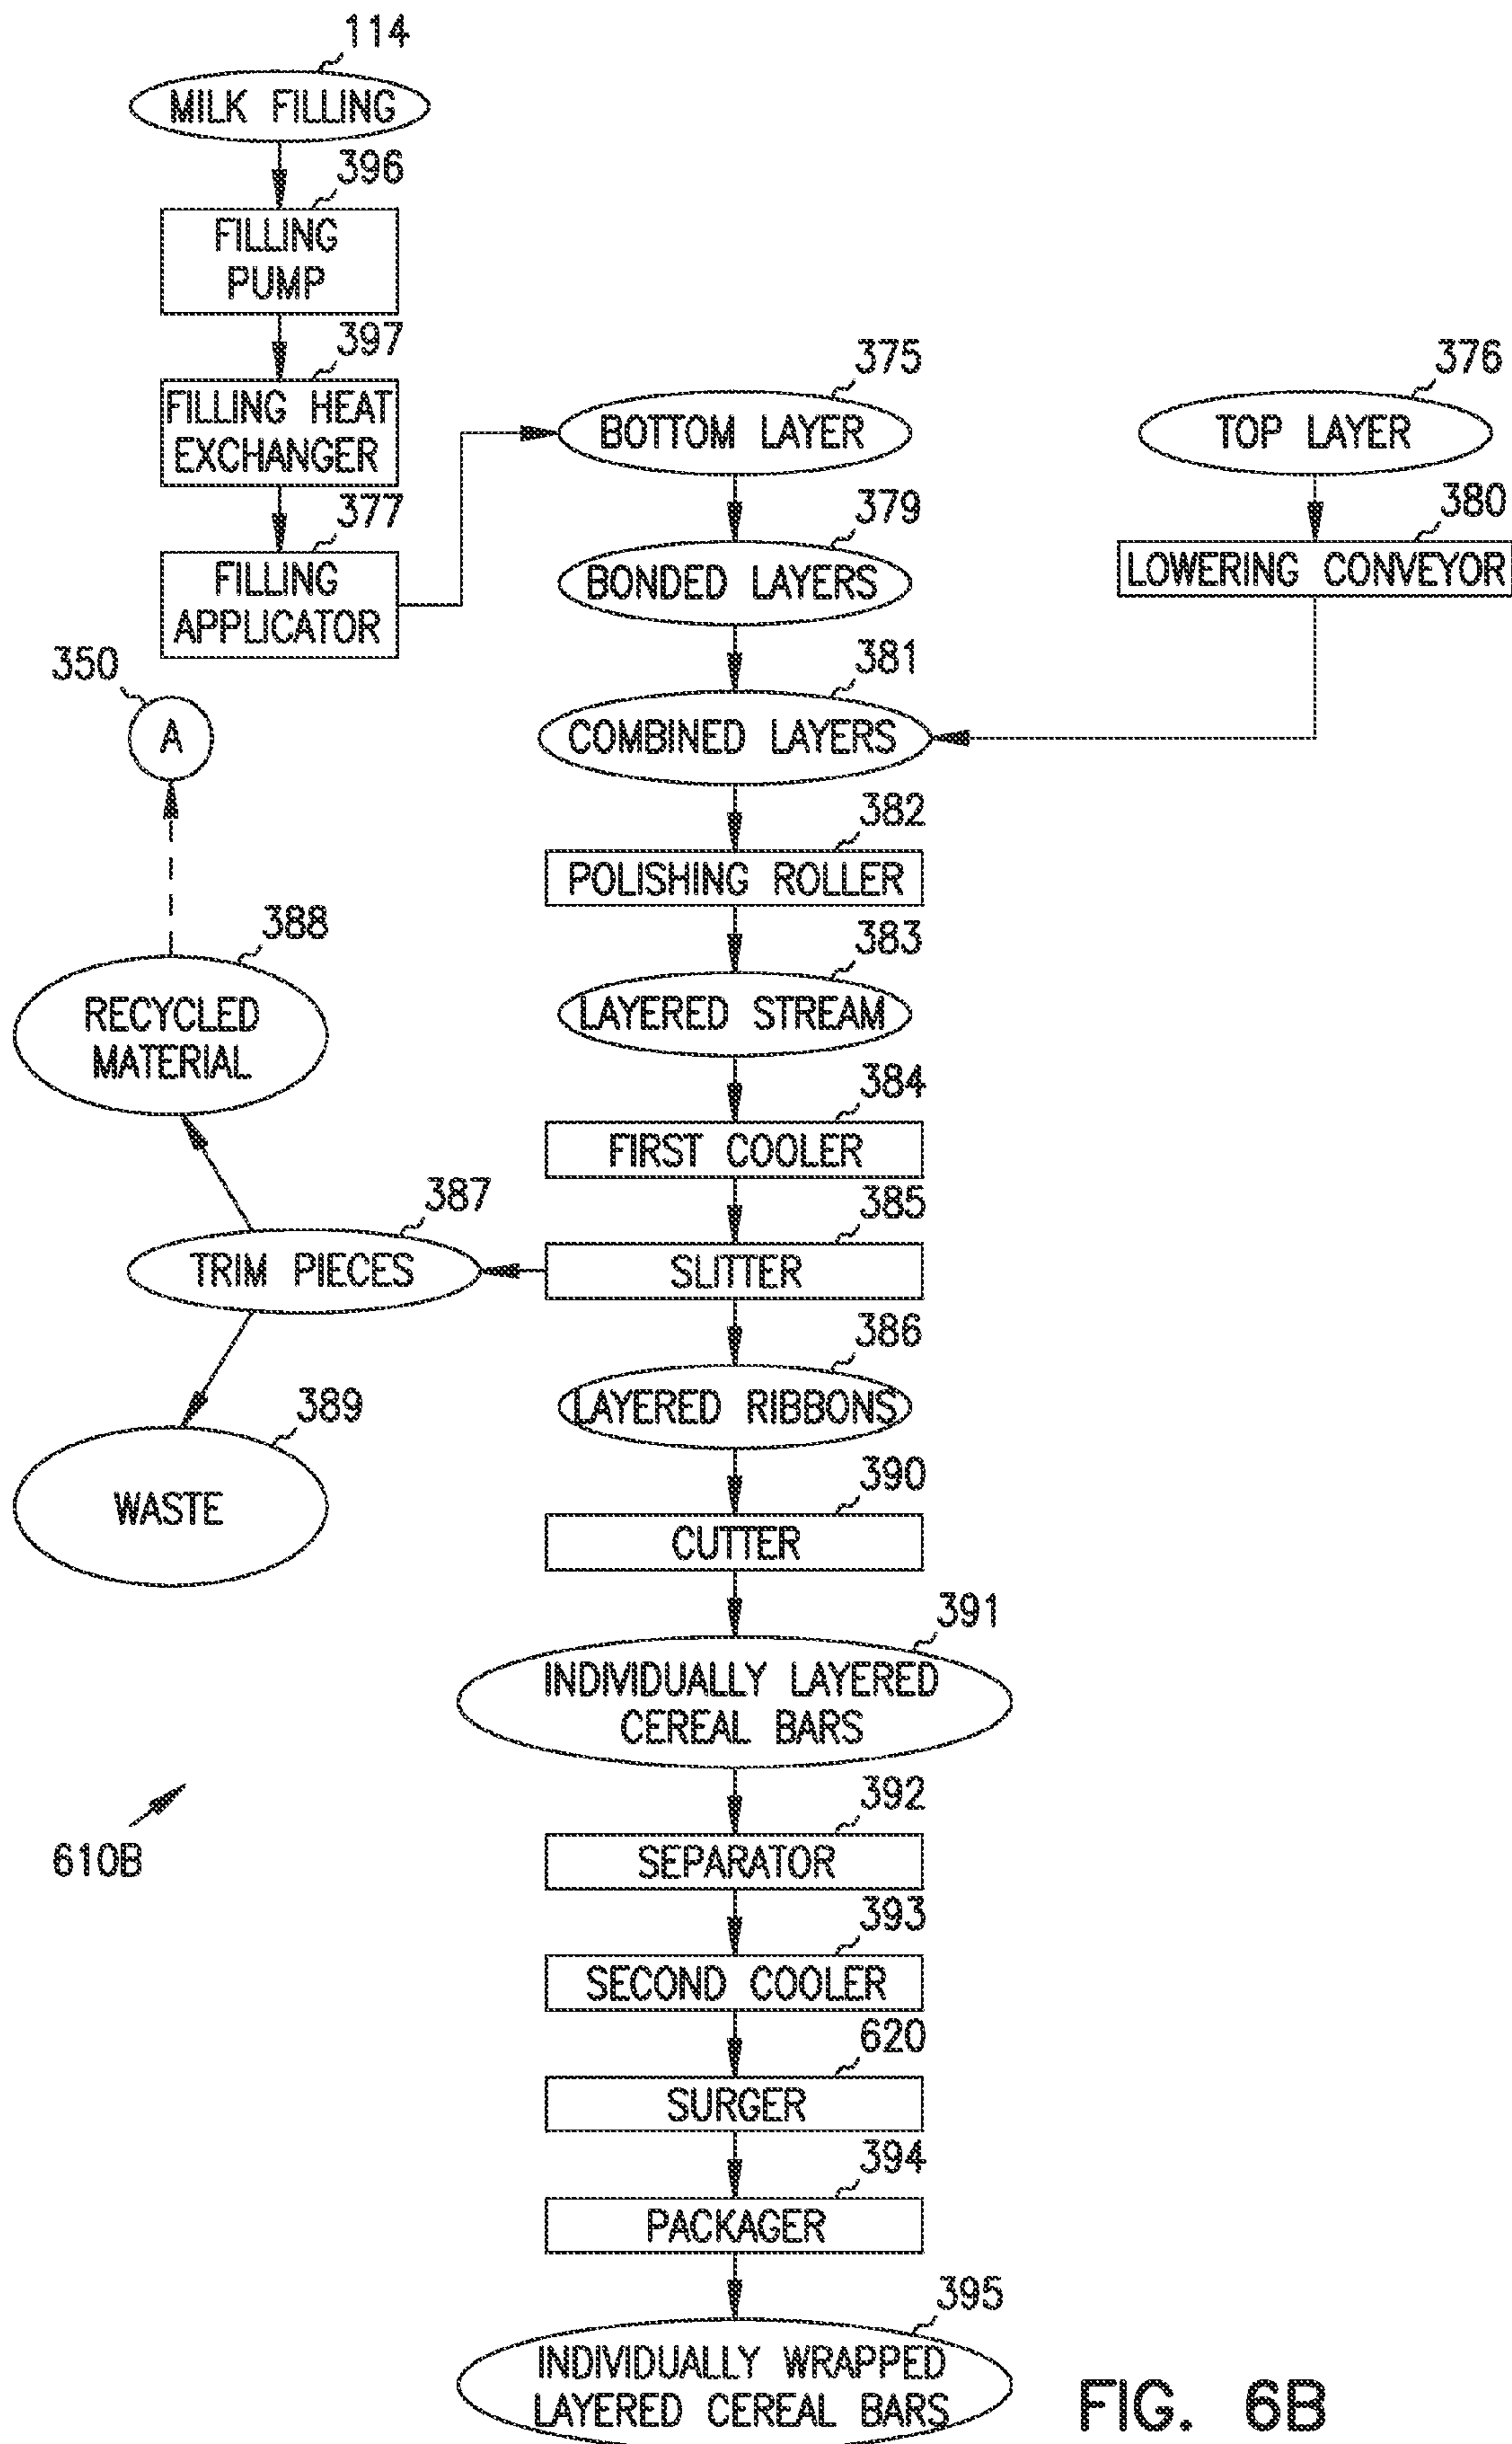 114
MILK FILLING
396
FILLING
PUMP
397
FILLING HEAT
EXCHANGER
377
FILLING
APPLICATOR
375
BOTTOM LAYER
376
TOP LAYER
379
BONDED LAYERS
380
LOWERING CONVEYOR
350
A
381
COMBINED LAYERS
382
POLISHING ROLLER
388
RECYCLED
MATERIAL
383
LAYERED STREAM
384
FIRST COOLER
387
TRIM PIECES
385
SLITTER
386
LAYERED RIBBONS
389
WASTE
390
CUTTER
391
INDIVIDUALLY LAYERED
CEREAL BARS
610B
392
SEPARATOR
393
SECOND COOLER
620
SURGER
394
PACKAGER
395
INDIVIDUALLY WRAPPED
LAYERED CEREAL BARS
FIG. 6B